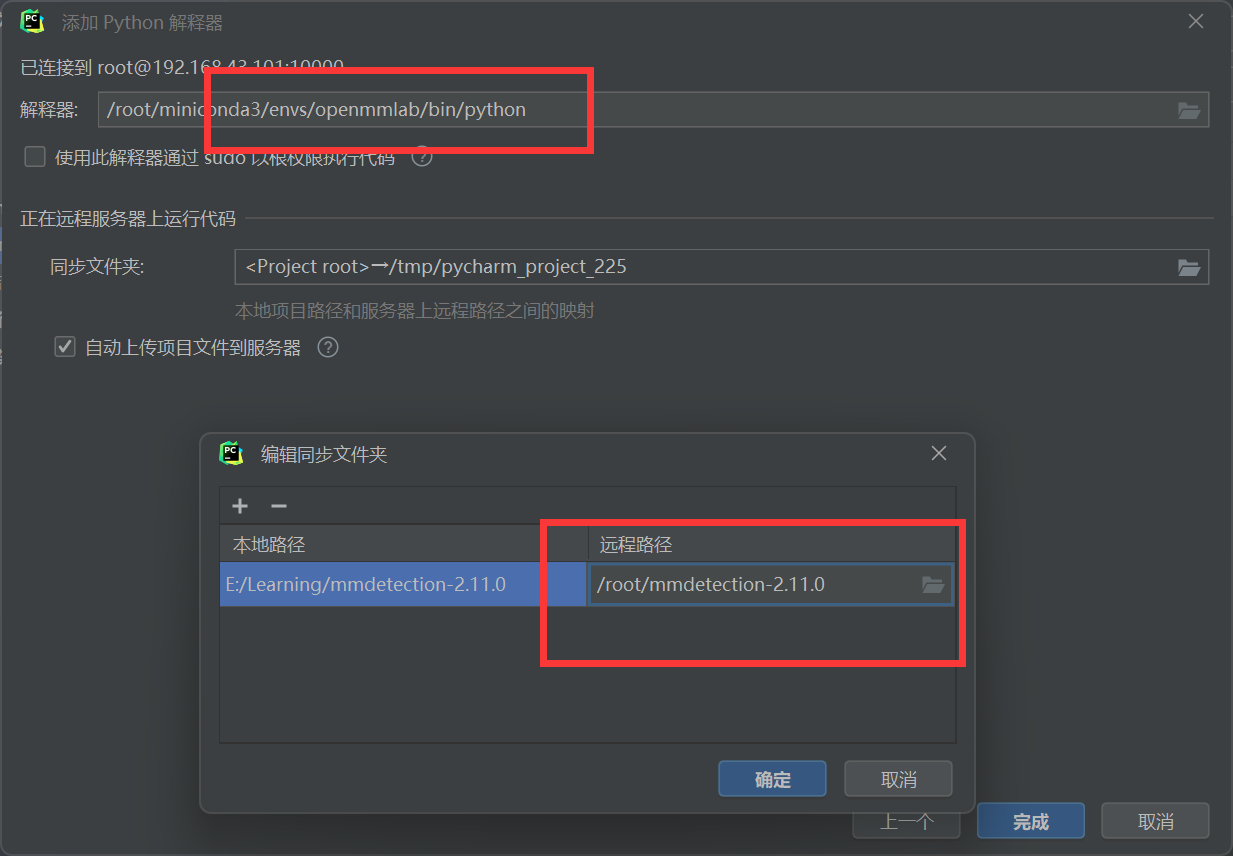 添加 Python 解释器
已连接到 root@192.168.43.101:10000
解释器: /root/miniconda3/envs/openmmlab/bin/python
使用此解释器通过 sudo 以根权限执行代码 ?
正在远程服务器上运行代码
同步文件夹: <Project root>→/tmp/pycharm_project_225
本地项目路径和服务器上远程路径之间的映射
自动上传项目文件到服务器 ?
编辑同步文件夹
本地路径 远程路径
E:/Learning/mmdetection-2.11.0 /root/mmdetection-2.11.0
确定 取消
上一个 完成 取消